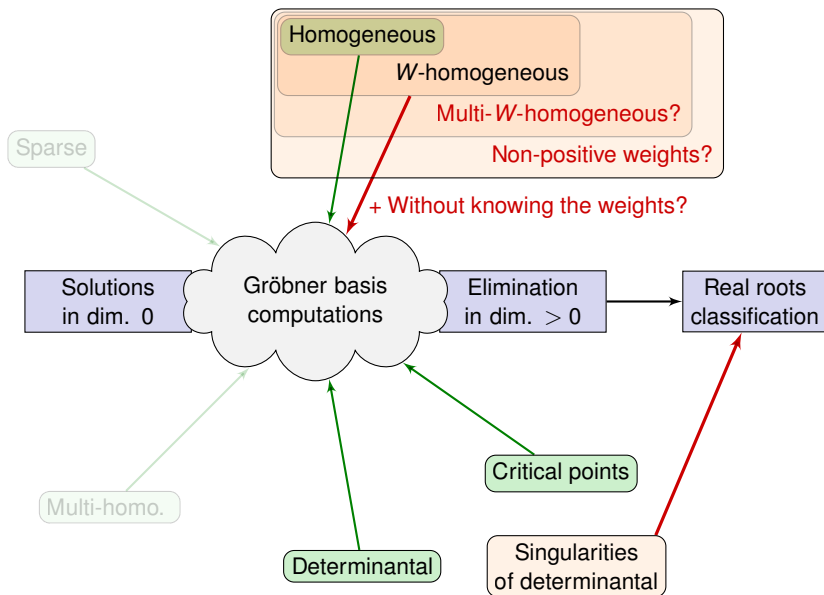 Homogeneous
W-homogeneous
Multi-W-homogeneous?
Non-positive weights?
Sparse
+ Without knowing the weights?
Solutions
in dim. 0
Gröbner basis
computations
Elimination
in dim. > 0
Real roots
classification
Critical points
Multi-homo.
Determinantal
Singularities
of determinantal